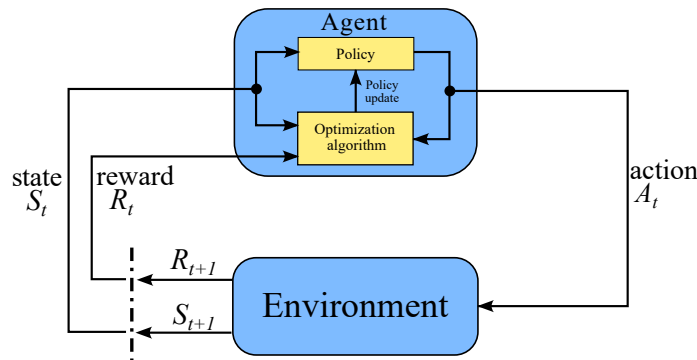 Agent
Policy
Policy
update
Optimization
algorithm
state
S_t
reward
R_t
action
A_t
R_{t+1}
Environment
S_{t+1}